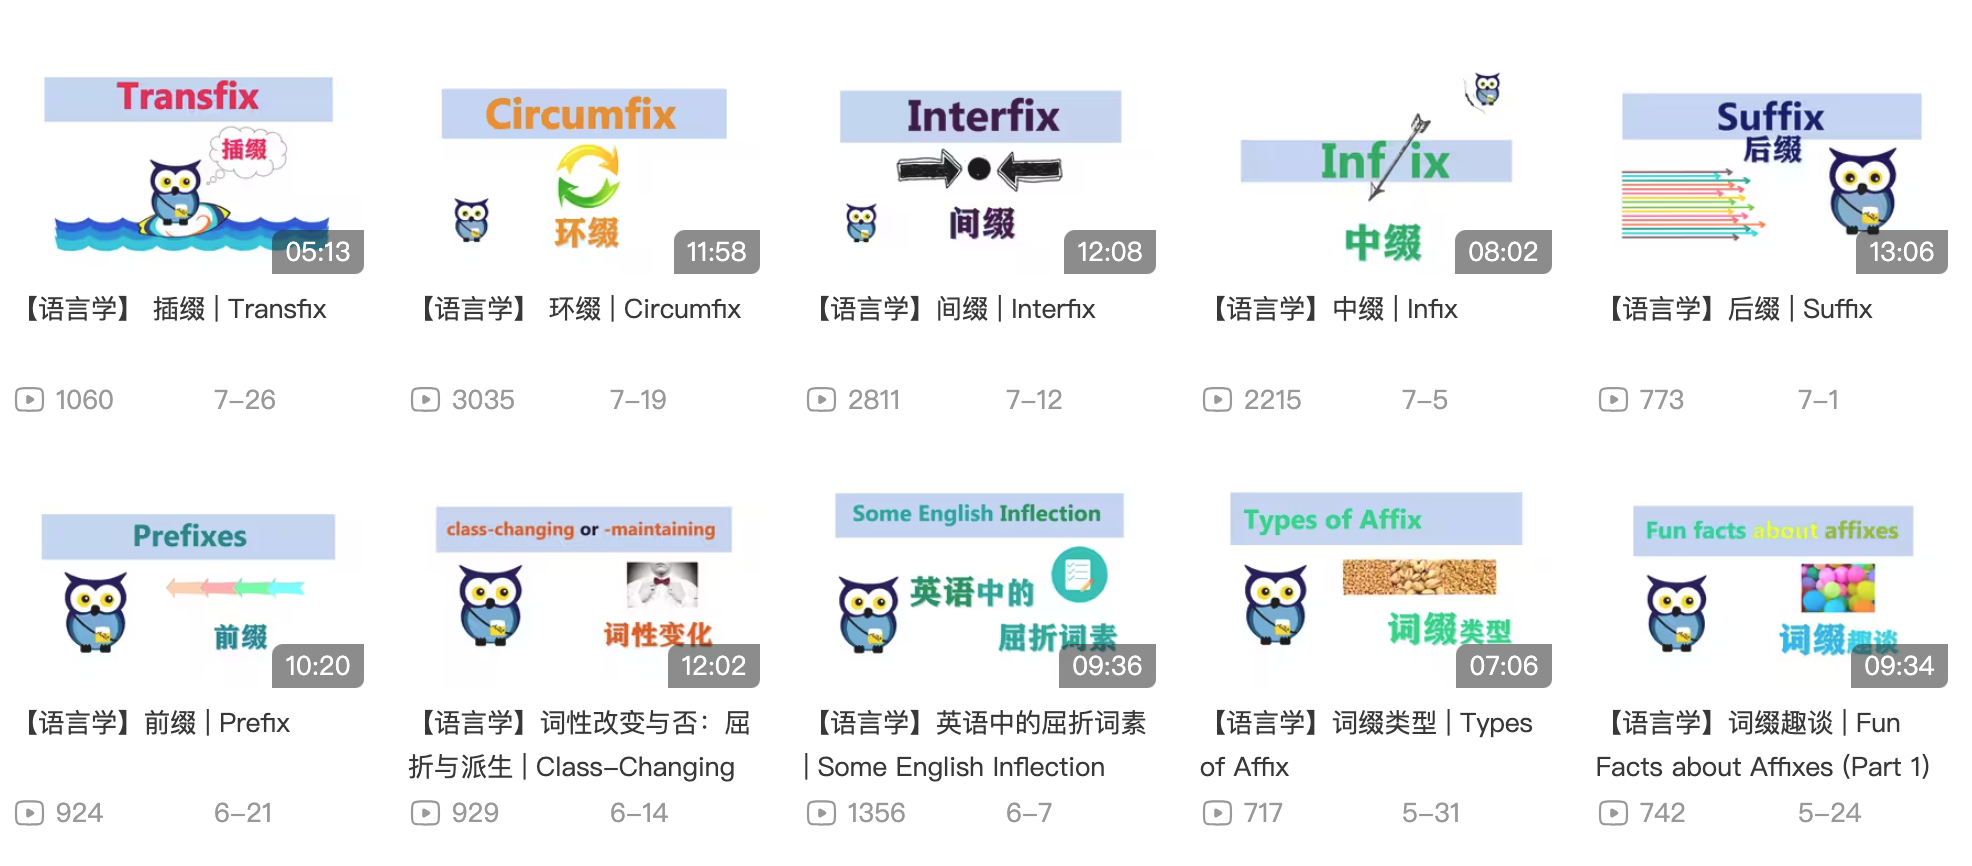 Transfix
插缀
05:13
【语言学】 插缀 | Transfix
1060 7-26
Circumfix
环缀
11:58
【语言学】 环缀 | Circumfix
3035 7-19
Interfix
间缀
12:08
【语言学】间缀 | Interfix
2811 7-12
Infix
中缀
08:02
【语言学】中缀 | Infix
2215 7-5
Suffix
后缀
13:06
【语言学】后缀 | Suffix
773 7-1
Prefixes
前缀
10:20
【语言学】前缀 | Prefix
924 6-21
class-changing or -maintaining
词性变化
12:02
【语言学】词性改变与否：屈
折与派生 | Class-Changing
929 6-14
Some English Inflection
英语中的
屈折词素
09:36
【语言学】英语中的屈折词素
| Some English Inflection
1356 6-7
Types of Affix
词缀类型
07:06
【语言学】词缀类型 | Types
of Affix
717 5-31
Fun facts about affixes
词缀趣谈
09:34
【语言学】词缀趣谈 | Fun
Facts about Affixes (Part 1)
742 5-24